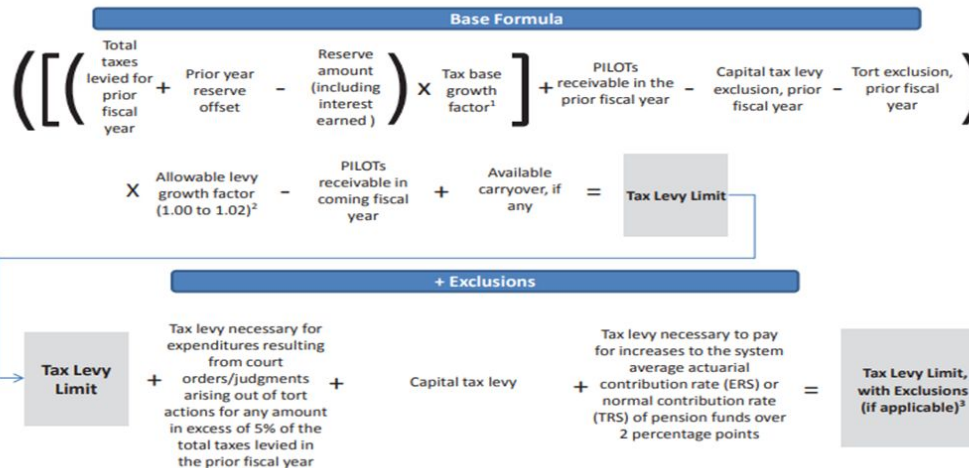 Base Formula
([( Total taxes levied for prior fiscal year + Prior year reserve offset - Reserve amount (including interest earned ) ) x Tax base growth factor¹ ] + PILOTs receivable in the prior fiscal year - Capital tax levy exclusion, prior fiscal year - Tort exclusion, prior fiscal year )
X Allowable levy growth factor (1.00 to 1.02)² - PILOTs receivable in coming fiscal year + Available carryover, if any = Tax Levy Limit
+ Exclusions
Tax Levy Limit + Tax levy necessary for expenditures resulting from court orders/judgments arising out of tort actions for any amount in excess of 5% of the total taxes levied in the prior fiscal year + Capital tax levy + Tax levy necessary to pay for increases to the system average actuarial contribution rate (ERS) or normal contribution rate (TRS) of pension funds over 2 percentage points = Tax Levy Limit, with Exclusions (if applicable)³